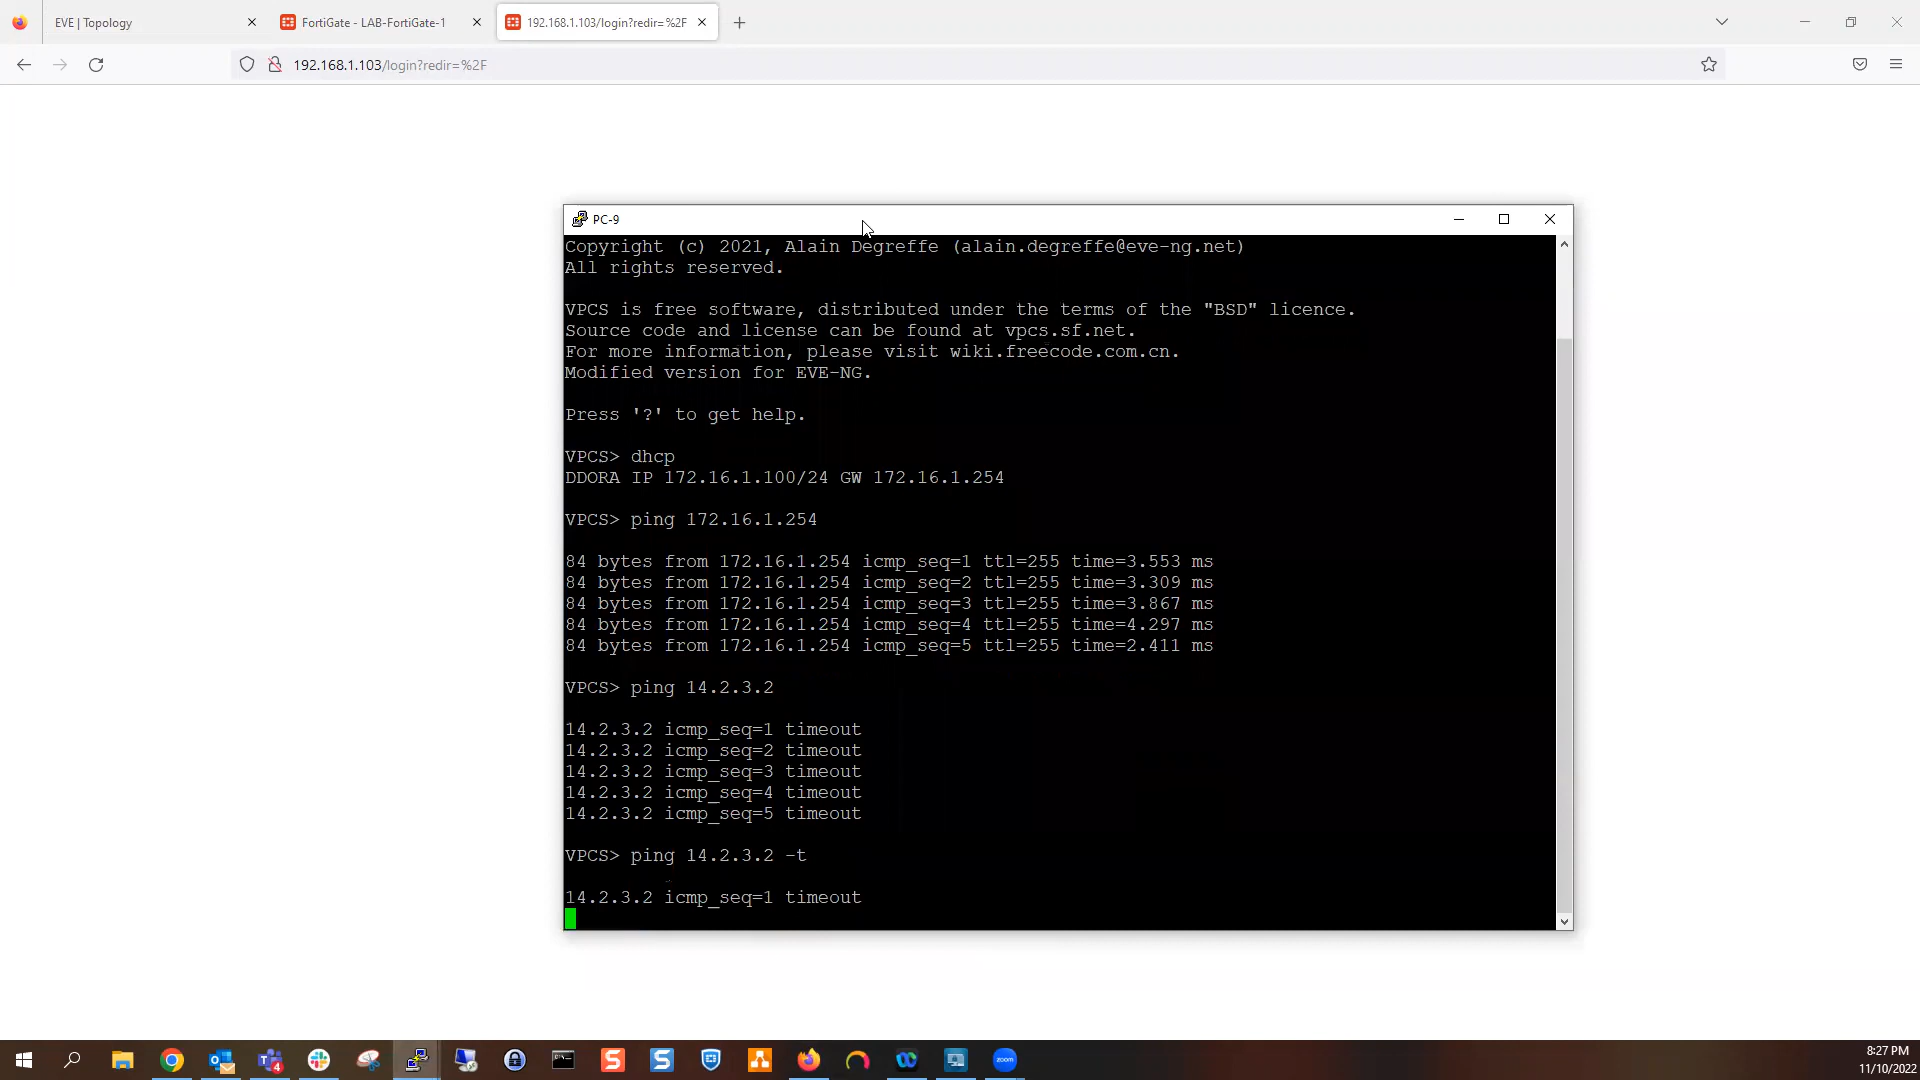 EVE | Topology
FortiGate - LAB-FortiGate-1
192.168.1.103/login?redir=%2F
192.168.1.103/login?redir=%2F
PC-9
Copyright (c) 2021, Alain Degreffe (alain.degreffe@eve-ng.net)
All rights reserved.
VPCS is free software, distributed under the terms of the "BSD" licence.
Source code and license can be found at vpcs.sf.net.
For more information, please visit wiki.freecode.com.cn.
Modified version for EVE-NG.
Press '?' to get help.
VPCS> dhcp
DDORA IP 172.16.1.100/24 GW 172.16.1.254
VPCS> ping 172.16.1.254
84 bytes from 172.16.1.254 icmp_seq=1 ttl=255 time=3.553 ms
84 bytes from 172.16.1.254 icmp_seq=2 ttl=255 time=3.309 ms
84 bytes from 172.16.1.254 icmp_seq=3 ttl=255 time=3.867 ms
84 bytes from 172.16.1.254 icmp_seq=4 ttl=255 time=4.297 ms
84 bytes from 172.16.1.254 icmp_seq=5 ttl=255 time=2.411 ms
VPCS> ping 14.2.3.2
14.2.3.2 icmp_seq=1 timeout
14.2.3.2 icmp_seq=2 timeout
14.2.3.2 icmp_seq=3 timeout
14.2.3.2 icmp_seq=4 timeout
14.2.3.2 icmp_seq=5 timeout
VPCS> ping 14.2.3.2 -t
14.2.3.2 icmp_seq=1 timeout
4
S
S
zoom
8:27 PM
11/10/2022